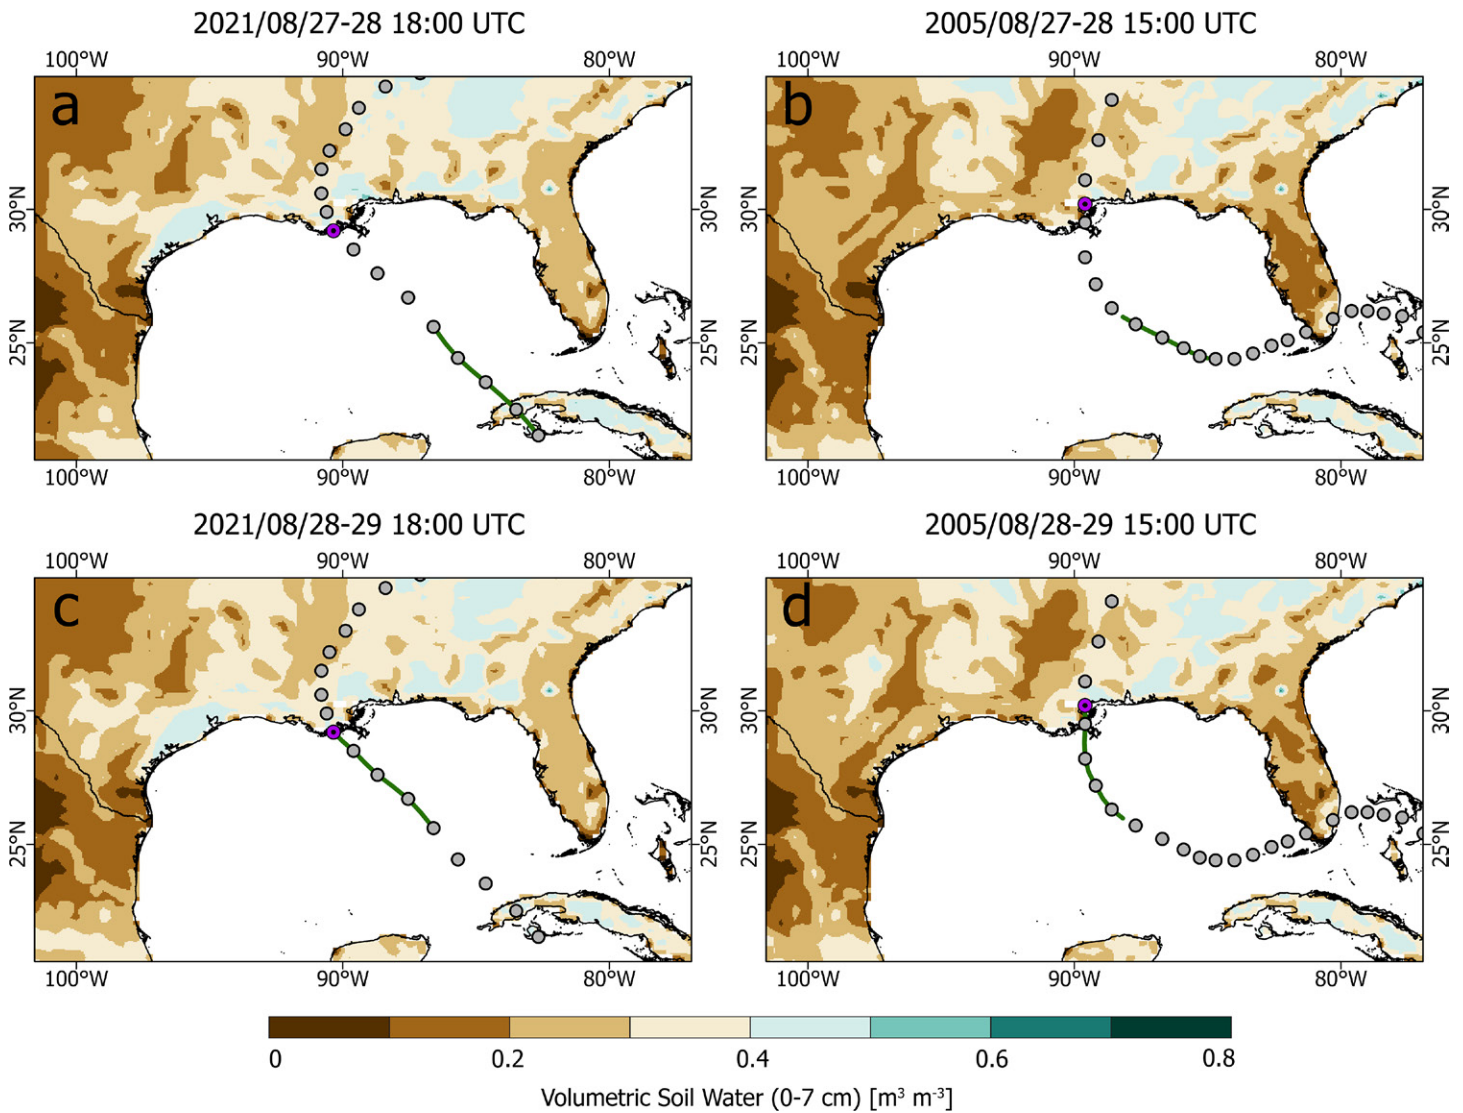 2021/08/27-28 18:00 UTC
2005/08/27-28 15:00 UTC
100°W 90°W 80°W
100°W 90°W 80°W
a
b
30°N 30°N 30°N
25°N 25°N 25°N
100°W 90°W 80°W
100°W 90°W 80°W
2021/08/28-29 18:00 UTC
2005/08/28-29 15:00 UTC
100°W 90°W 80°W
100°W 90°W 80°W
c
d
30°N 30°N 30°N
25°N 25°N 25°N
100°W 90°W 80°W
100°W 90°W 80°W
0 0.2 0.4 0.6 0.8
Volumetric Soil Water (0-7 cm) [m³ m⁻³]